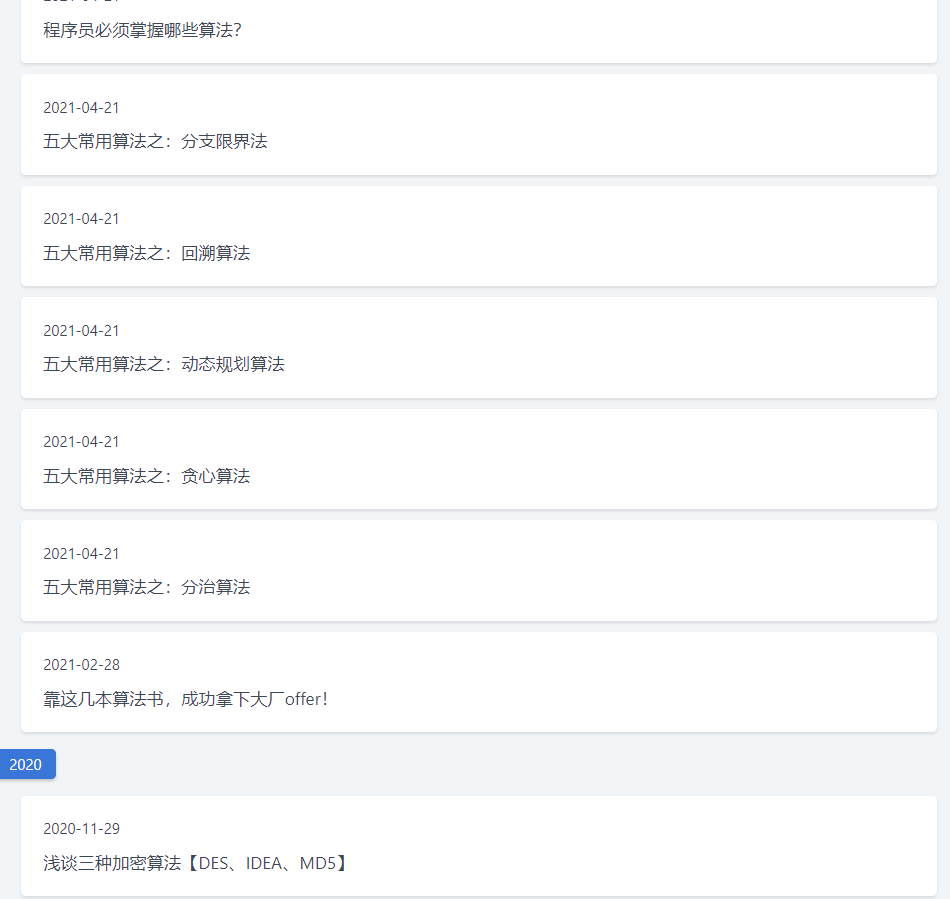 程序员必须掌握哪些算法？
2021-04-21
五大常用算法之：分支限界法
2021-04-21
五大常用算法之：回溯算法
2021-04-21
五大常用算法之：动态规划算法
2021-04-21
五大常用算法之：贪心算法
2021-04-21
五大常用算法之：分治算法
2021-02-28
靠这几本算法书，成功拿下大厂offer！
2020
2020-11-29
浅谈三种加密算法【DES、IDEA、MD5】